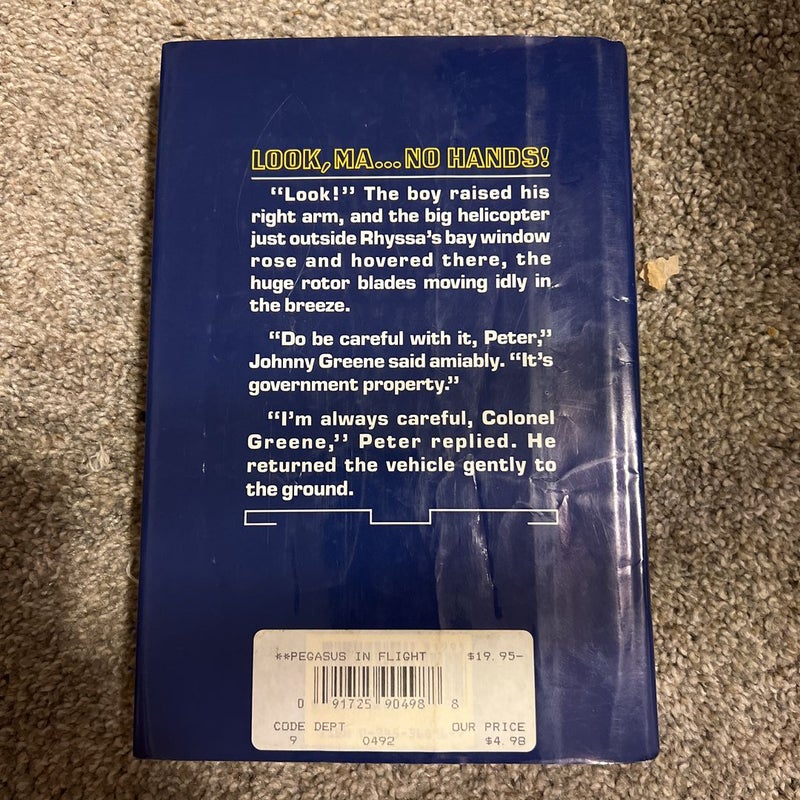 LOOK, MA...NO HANDS!
“Look!” The boy raised his
right arm, and the big helicopter
just outside Rhyssa’s bay window
rose and hovered there, the
huge rotor blades moving idly in
the breeze.
“Do be careful with it, Peter,”
Johnny Greene said amiably. “It’s
government property.”
“I’m always careful, Colonel
Greene,” Peter replied. He
returned the vehicle gently to
the ground.
**PEGASUS IN FLIGHT $19.95-
0 91725 90498 8
CODE DEPT OUR PRICE
9 0492 $4.98